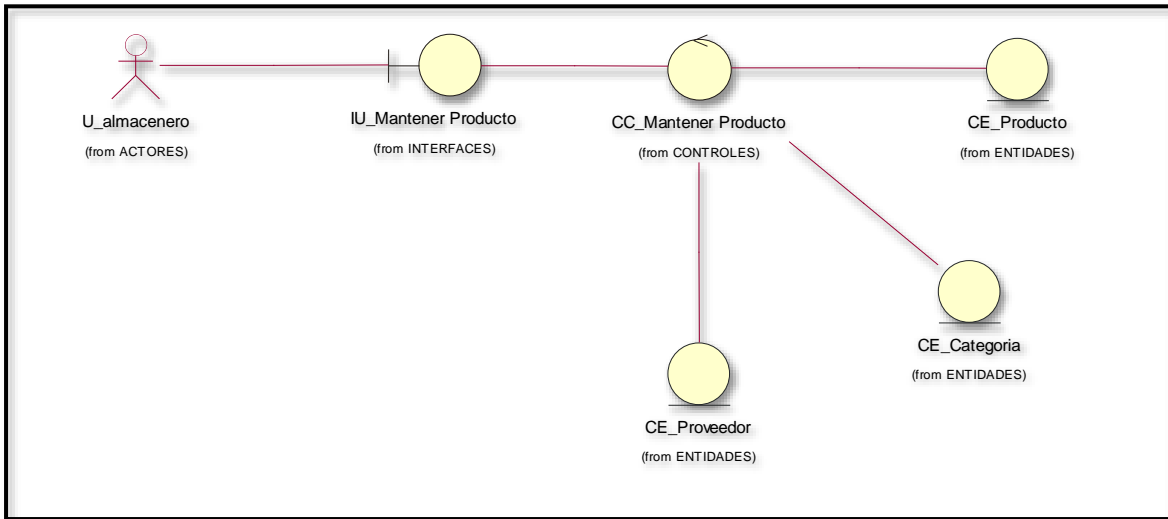 U_almacenero
(from ACTORES)
IU_Mantener Producto
(from INTERFACES)
CC_Mantener Producto
(from CONTROLES)
CE_Producto
(from ENTIDADES)
CE_Categoria
(from ENTIDADES)
CE_Proveedor
(from ENTIDADES)